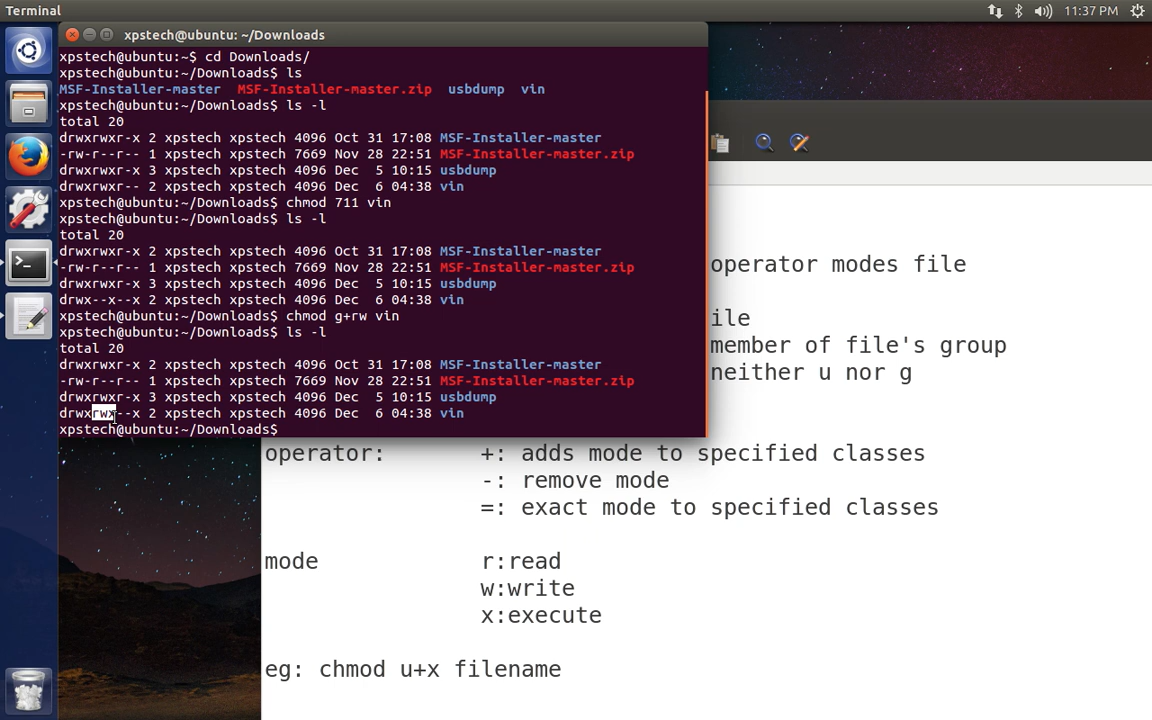 Terminal
11:37 PM
xpstech@ubuntu: ~/Downloads
xpstech@ubuntu:~$ cd Downloads/
xpstech@ubuntu:~/Downloads$ ls
MSF-Installer-master  MSF-Installer-master.zip  usbdump  vin
xpstech@ubuntu:~/Downloads$ ls -l
total 20
drwxrwxr-x 2 xpstech xpstech 4096 Oct 31 17:08 MSF-Installer-master
-rw-r--r-- 1 xpstech xpstech 7669 Nov 28 22:51 MSF-Installer-master.zip
drwxrwxr-x 3 xpstech xpstech 4096 Dec  5 10:15 usbdump
drwxrwxr-- 2 xpstech xpstech 4096 Dec  6 04:38 vin
xpstech@ubuntu:~/Downloads$ chmod 711 vin
xpstech@ubuntu:~/Downloads$ ls -l
total 20
drwxrwxr-x 2 xpstech xpstech 4096 Oct 31 17:08 MSF-Installer-master
-rw-r--r-- 1 xpstech xpstech 7669 Nov 28 22:51 MSF-Installer-master.zip
drwxrwxr-x 3 xpstech xpstech 4096 Dec  5 10:15 usbdump
drwx--x--x 2 xpstech xpstech 4096 Dec  6 04:38 vin
xpstech@ubuntu:~/Downloads$ chmod g+rw vin
xpstech@ubuntu:~/Downloads$ ls -l
total 20
drwxrwxr-x 2 xpstech xpstech 4096 Oct 31 17:08 MSF-Installer-master
-rw-r--r-- 1 xpstech xpstech 7669 Nov 28 22:51 MSF-Installer-master.zip
drwxrwxr-x 3 xpstech xpstech 4096 Dec  5 10:15 usbdump
drwxrwx--x 2 xpstech xpstech 4096 Dec  6 04:38 vin
xpstech@ubuntu:~/Downloads$
operator modes file
ile
member of file's group
neither u nor g
operator: +: adds mode to specified classes
-: remove mode
=: exact mode to specified classes
mode r:read
w:write
x:execute
eg: chmod u+x filename